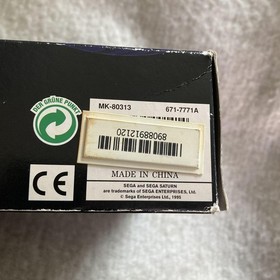 DER GRÜNE PUNKT
MK-80313 671-7771A
89088912120
MADE IN CHINA
CE
SEGA and SEGA SATURN
are trademarks of SEGA ENTERPRISES, Ltd.
© Sega Enterprises Ltd., 1995